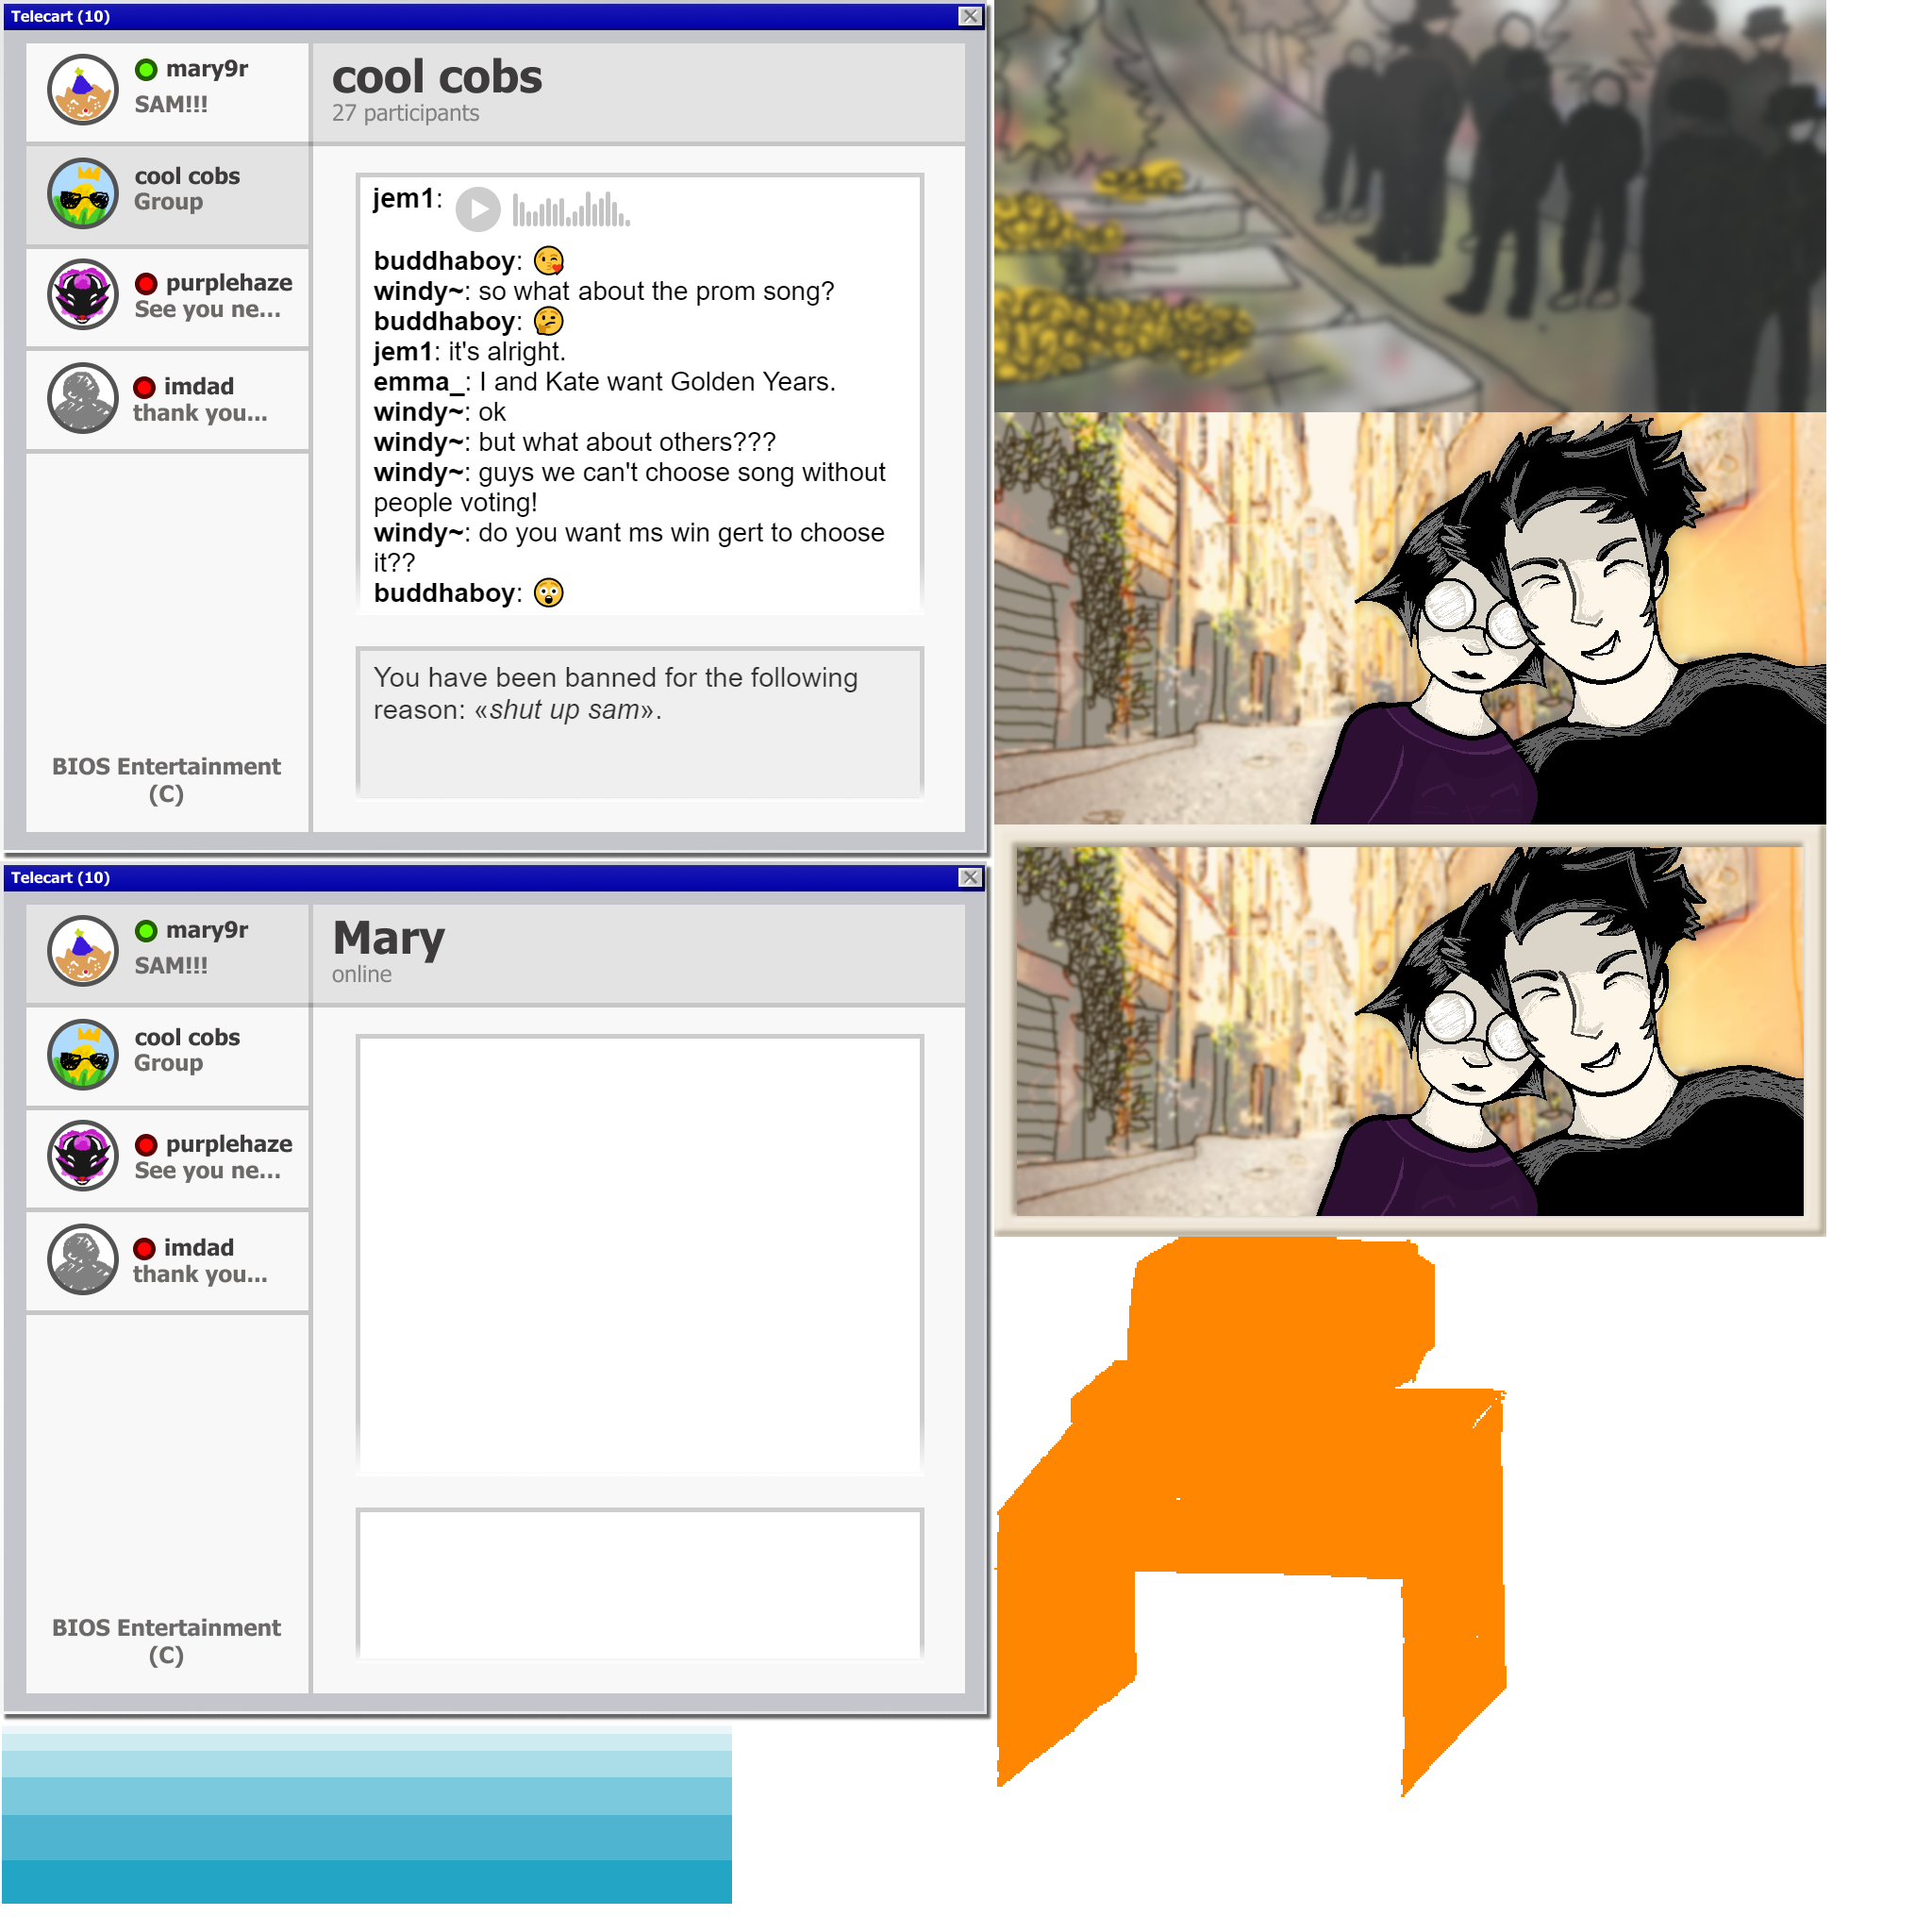 Telecart (10)
mary9r
SAM!!!
cool cobs
Group
purplehaze
See you ne...
imdad
thank you...
BIOS Entertainment
(C)
cool cobs
27 participants
jem1:
buddhaboy: 😘
windy~: so what about the prom song?
buddhaboy: 🤔
jem1: it's alright.
emma_: I and Kate want Golden Years.
windy~: ok
windy~: but what about others???
windy~: guys we can't choose song without
people voting!
windy~: do you want ms win gert to choose
it??
buddhaboy: 😲
You have been banned for the following
reason: «shut up sam».
Telecart (10)
mary9r
SAM!!!
cool cobs
Group
purplehaze
See you ne...
imdad
thank you...
BIOS Entertainment
(C)
Mary
online